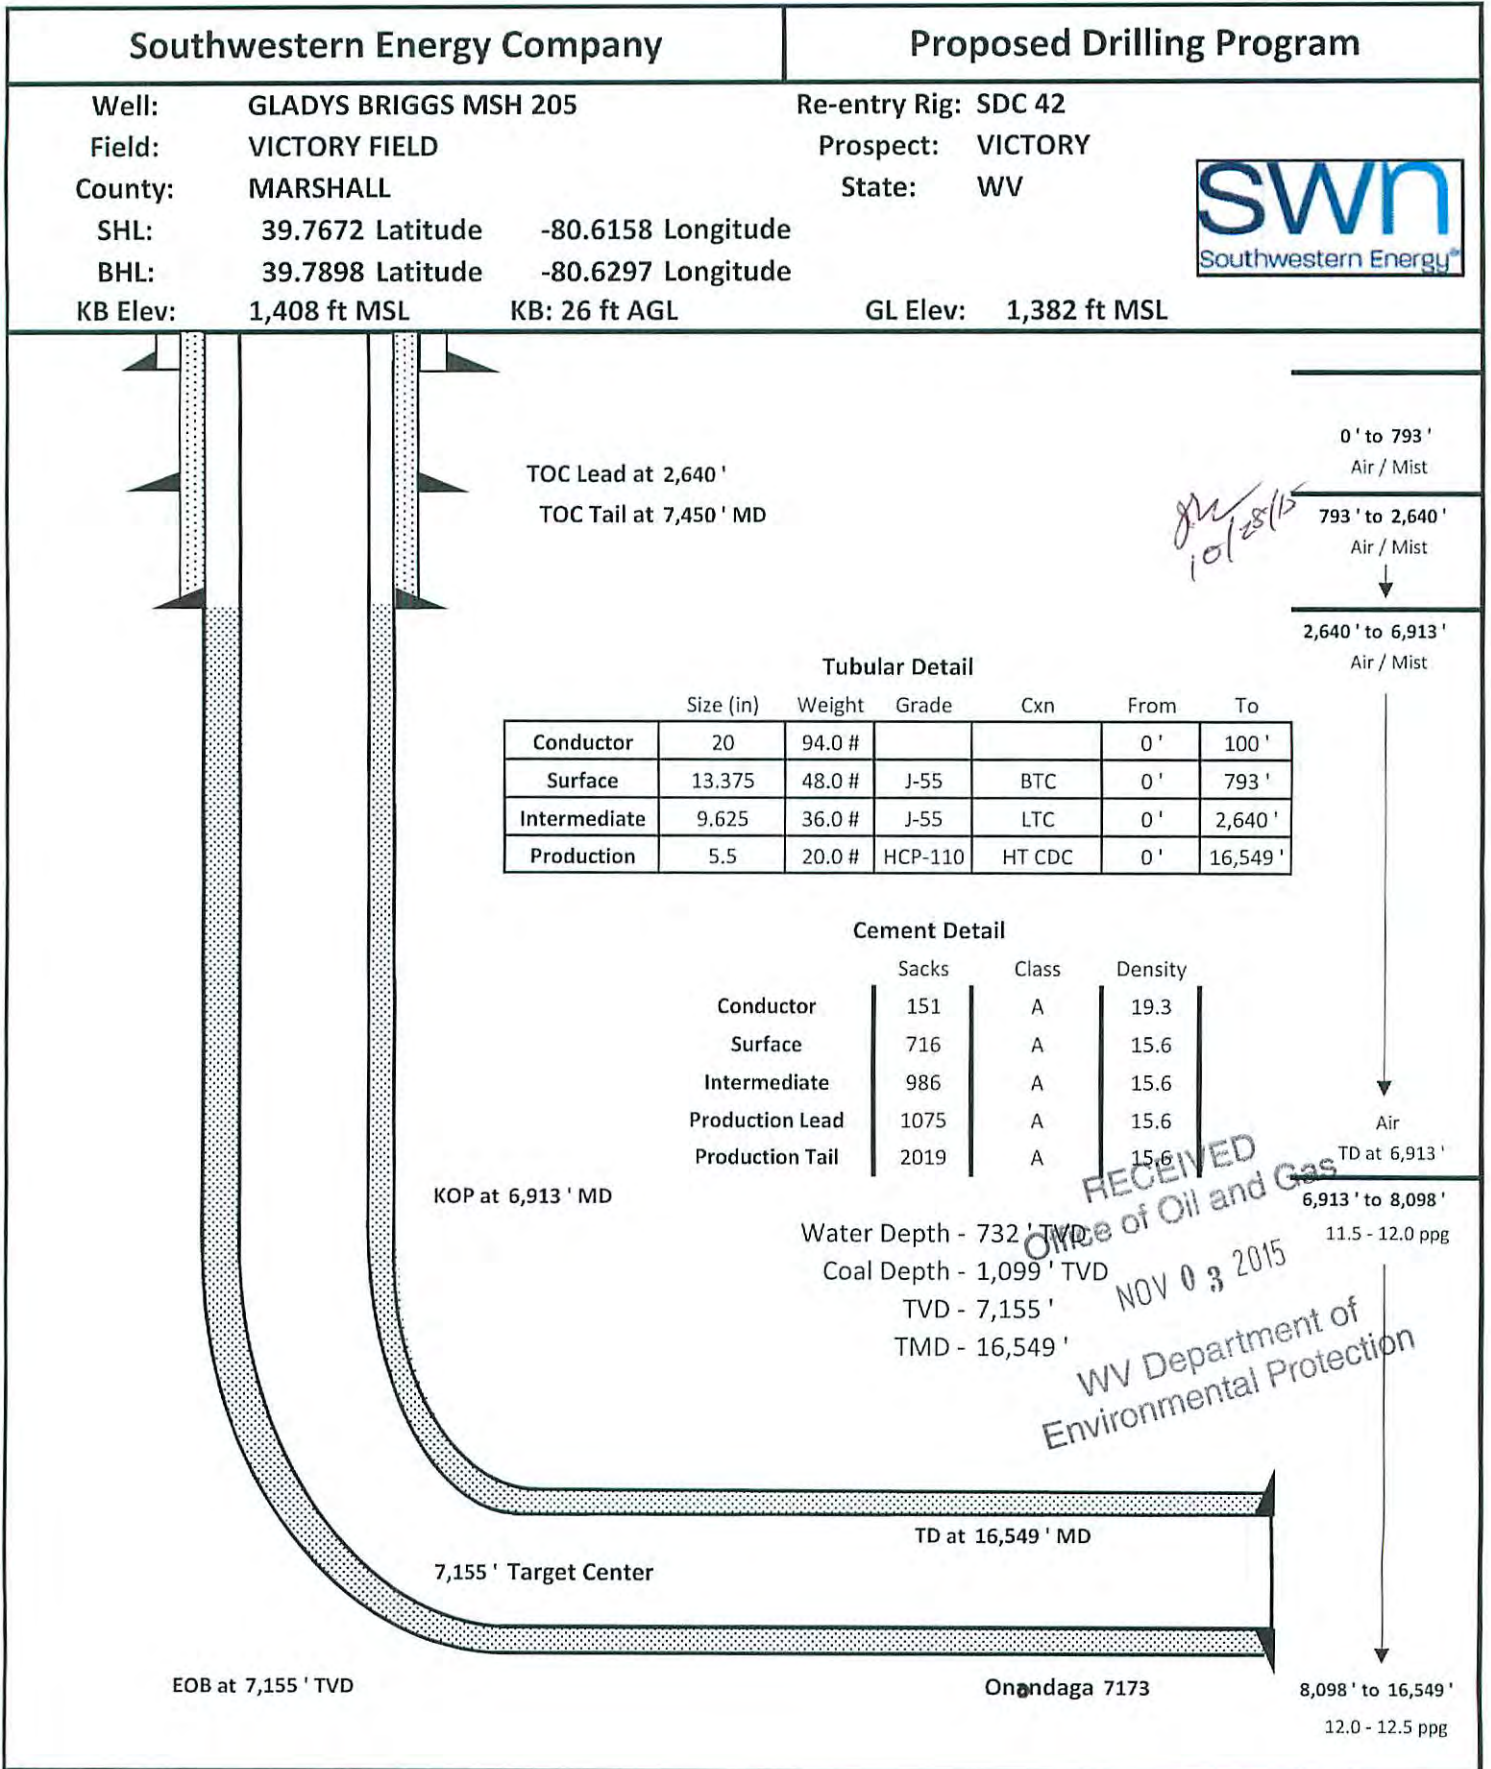 Southwestern Energy Company
Proposed Drilling Program
Well: GLADYS BRIGGS MSH 205 Re-entry Rig: SDC 42
Field: VICTORY FIELD Prospect: VICTORY
County: MARSHALL State: WV
SHL: 39.7672 Latitude -80.6158 Longitude
BHL: 39.7898 Latitude -80.6297 Longitude
KB Elev: 1,408 ft MSL KB: 26 ft AGL GL Elev: 1,382 ft MSL
swn
Southwestern Energy®
0 ' to 793 '
Air / Mist
TOC Lead at 2,640 '
TOC Tail at 7,450 ' MD
10/28/15
793 ' to 2,640 '
Air / Mist
2,640 ' to 6,913 '
Air / Mist
Tubular Detail
Size (in) Weight Grade Cxn From To
Conductor 20 94.0 # 0 ' 100 '
Surface 13.375 48.0 # J-55 BTC 0 ' 793 '
Intermediate 9.625 36.0 # J-55 LTC 0 ' 2,640 '
Production 5.5 20.0 # HCP-110 HT CDC 0 ' 16,549 '
Cement Detail
Sacks Class Density
Conductor 151 A 19.3
Surface 716 A 15.6
Intermediate 986 A 15.6
Production Lead 1075 A 15.6
Production Tail 2019 A 15.6
Air
TD at 6,913 '
KOP at 6,913 ' MD
6,913 ' to 8,098 '
11.5 - 12.0 ppg
Water Depth - 732 ' TVD
Coal Depth - 1,099 ' TVD
TVD - 7,155 '
TMD - 16,549 '
RECEIVED
Office of Oil and Gas
NOV 03 2015
WV Department of
Environmental Protection
TD at 16,549 ' MD
7,155 ' Target Center
EOB at 7,155 ' TVD
Onondaga 7173
8,098 ' to 16,549 '
12.0 - 12.5 ppg